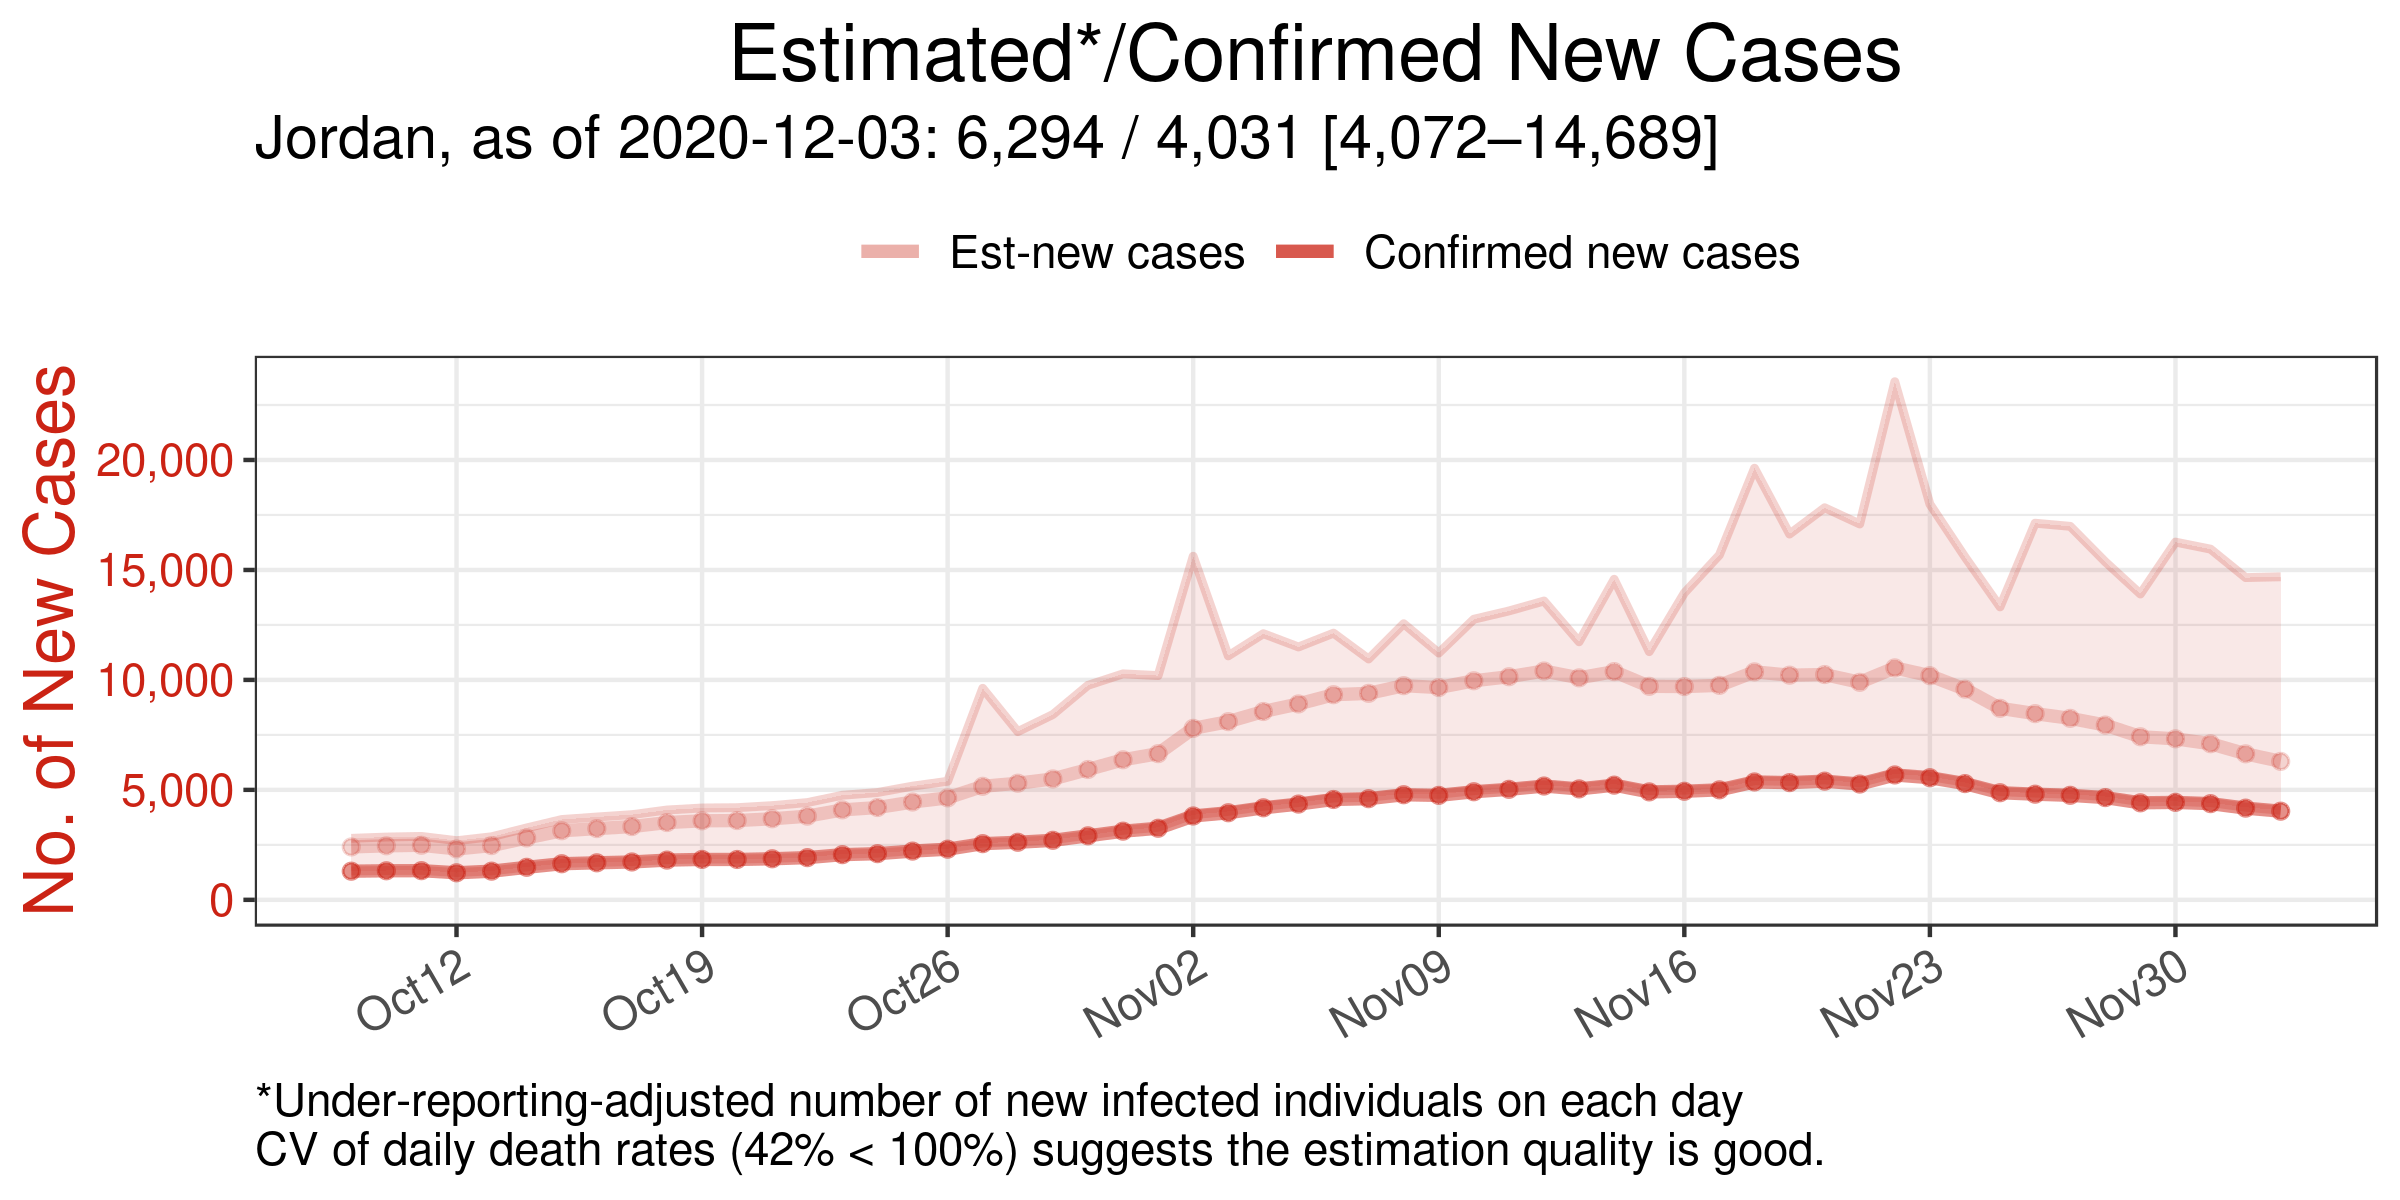 Estimated*/Confirmed New Cases
Jordan, as of 2020-12-03: 6,294 / 4,031 [4,072–14,689]
Est-new cases Confirmed new cases
No. of New Cases
20,000
15,000
10,000
5,000
0
Oct12 Oct19 Oct26 Nov02 Nov09 Nov16 Nov23 Nov30
*Under-reporting-adjusted number of new infected individuals on each day
CV of daily death rates (42% < 100%) suggests the estimation quality is good.